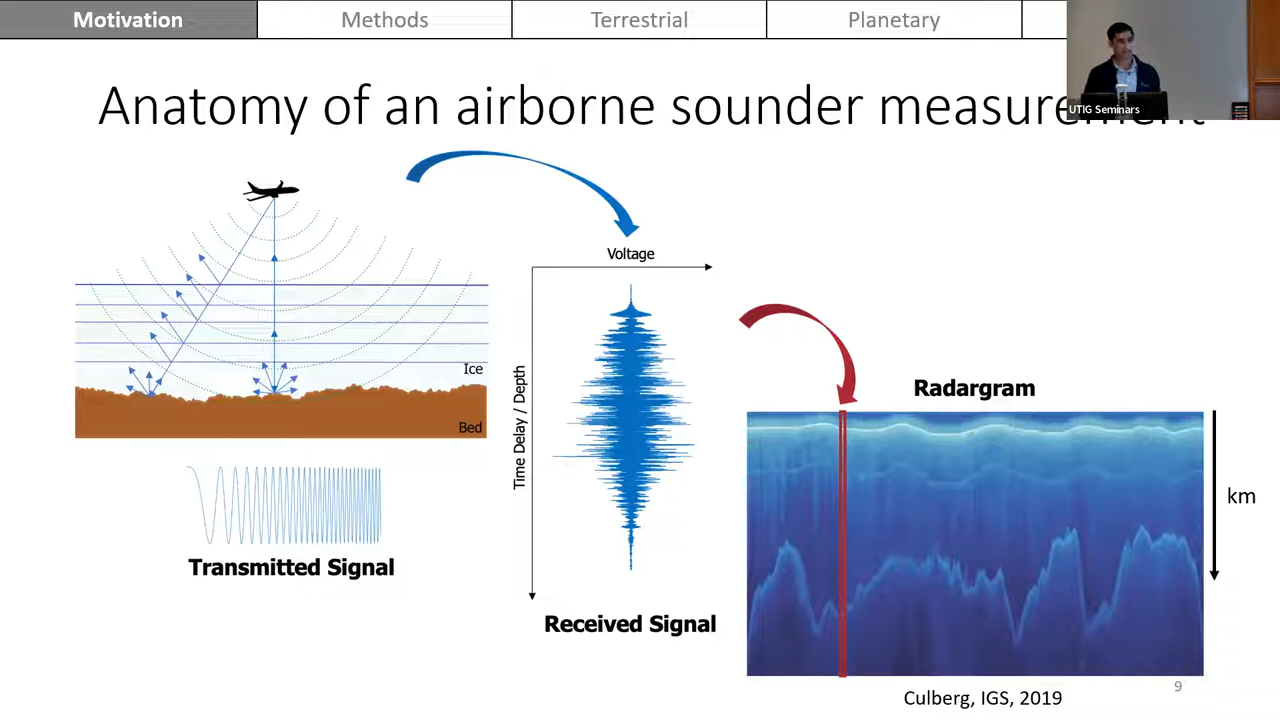 Motivation
Methods
Terrestrial
Planetary
UTIG Seminars
Anatomy of an airborne sounder measurement
Voltage
Time Delay / Depth
Ice
Bed
Radargram
km
Transmitted Signal
Received Signal
Culberg, IGS, 2019
9